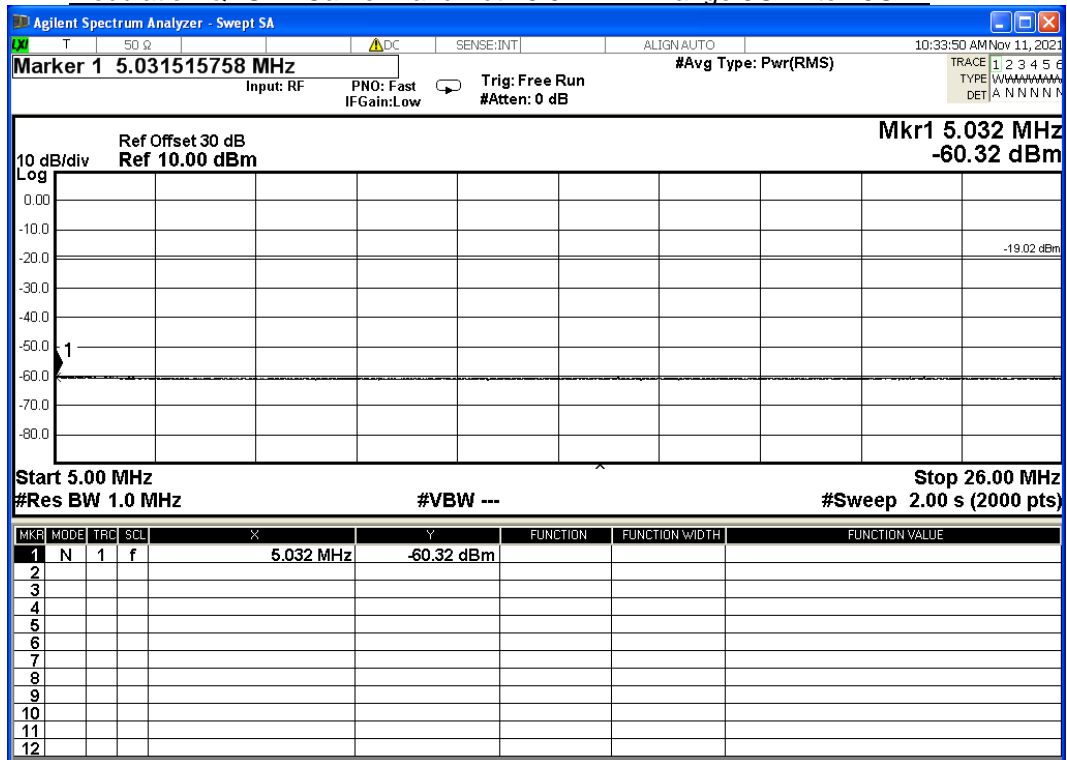 Agilent Spectrum Analyzer - Swept SA
LXI T 50 Ω DC SENSE:INT ALIGN AUTO 10:33:50 AM Nov 11, 2021
Marker 1 5.031515758 MHz
Input: RF PNO: Fast IFGain:Low Trig: Free Run #Atten: 0 dB
#Avg Type: Pwr(RMS)
TRACE 1 2 3 4 5 6
TYPE
DET A N N N N N
Mkr1 5.032 MHz
-60.32 dBm
Ref Offset 30 dB
10 dB/div Ref 10.00 dBm
Log
0.00
-10.0
-19.02 dBm
-20.0
-30.0
-40.0
-50.0
1
-60.0
-70.0
-80.0
Start 5.00 MHz Stop 26.00 MHz
#Res BW 1.0 MHz #VBW --- #Sweep 2.00 s (2000 pts)
MKR MODE TRC SCL X Y FUNCTION FUNCTION WIDTH FUNCTION VALUE
1 N 1 f 5.032 MHz -60.32 dBm
2
3
4
5
6
7
8
9
10
11
12